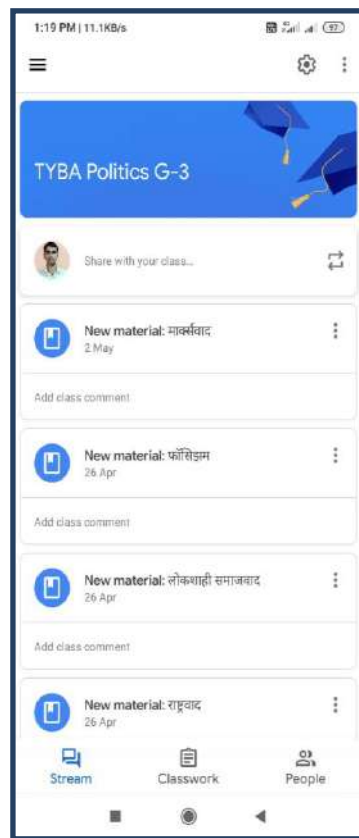 1:19 PM | 11.1KB/s
97
TYBA Politics G-3
Share with your class...
New material: मार्क्सवाद
2 May
Add class comment
New material: फॅसिझम
26 Apr
Add class comment
New material: लोकशाही समाजवाद
26 Apr
Add class comment
New material: राष्ट्रवाद
26 Apr
Stream
Classwork
People